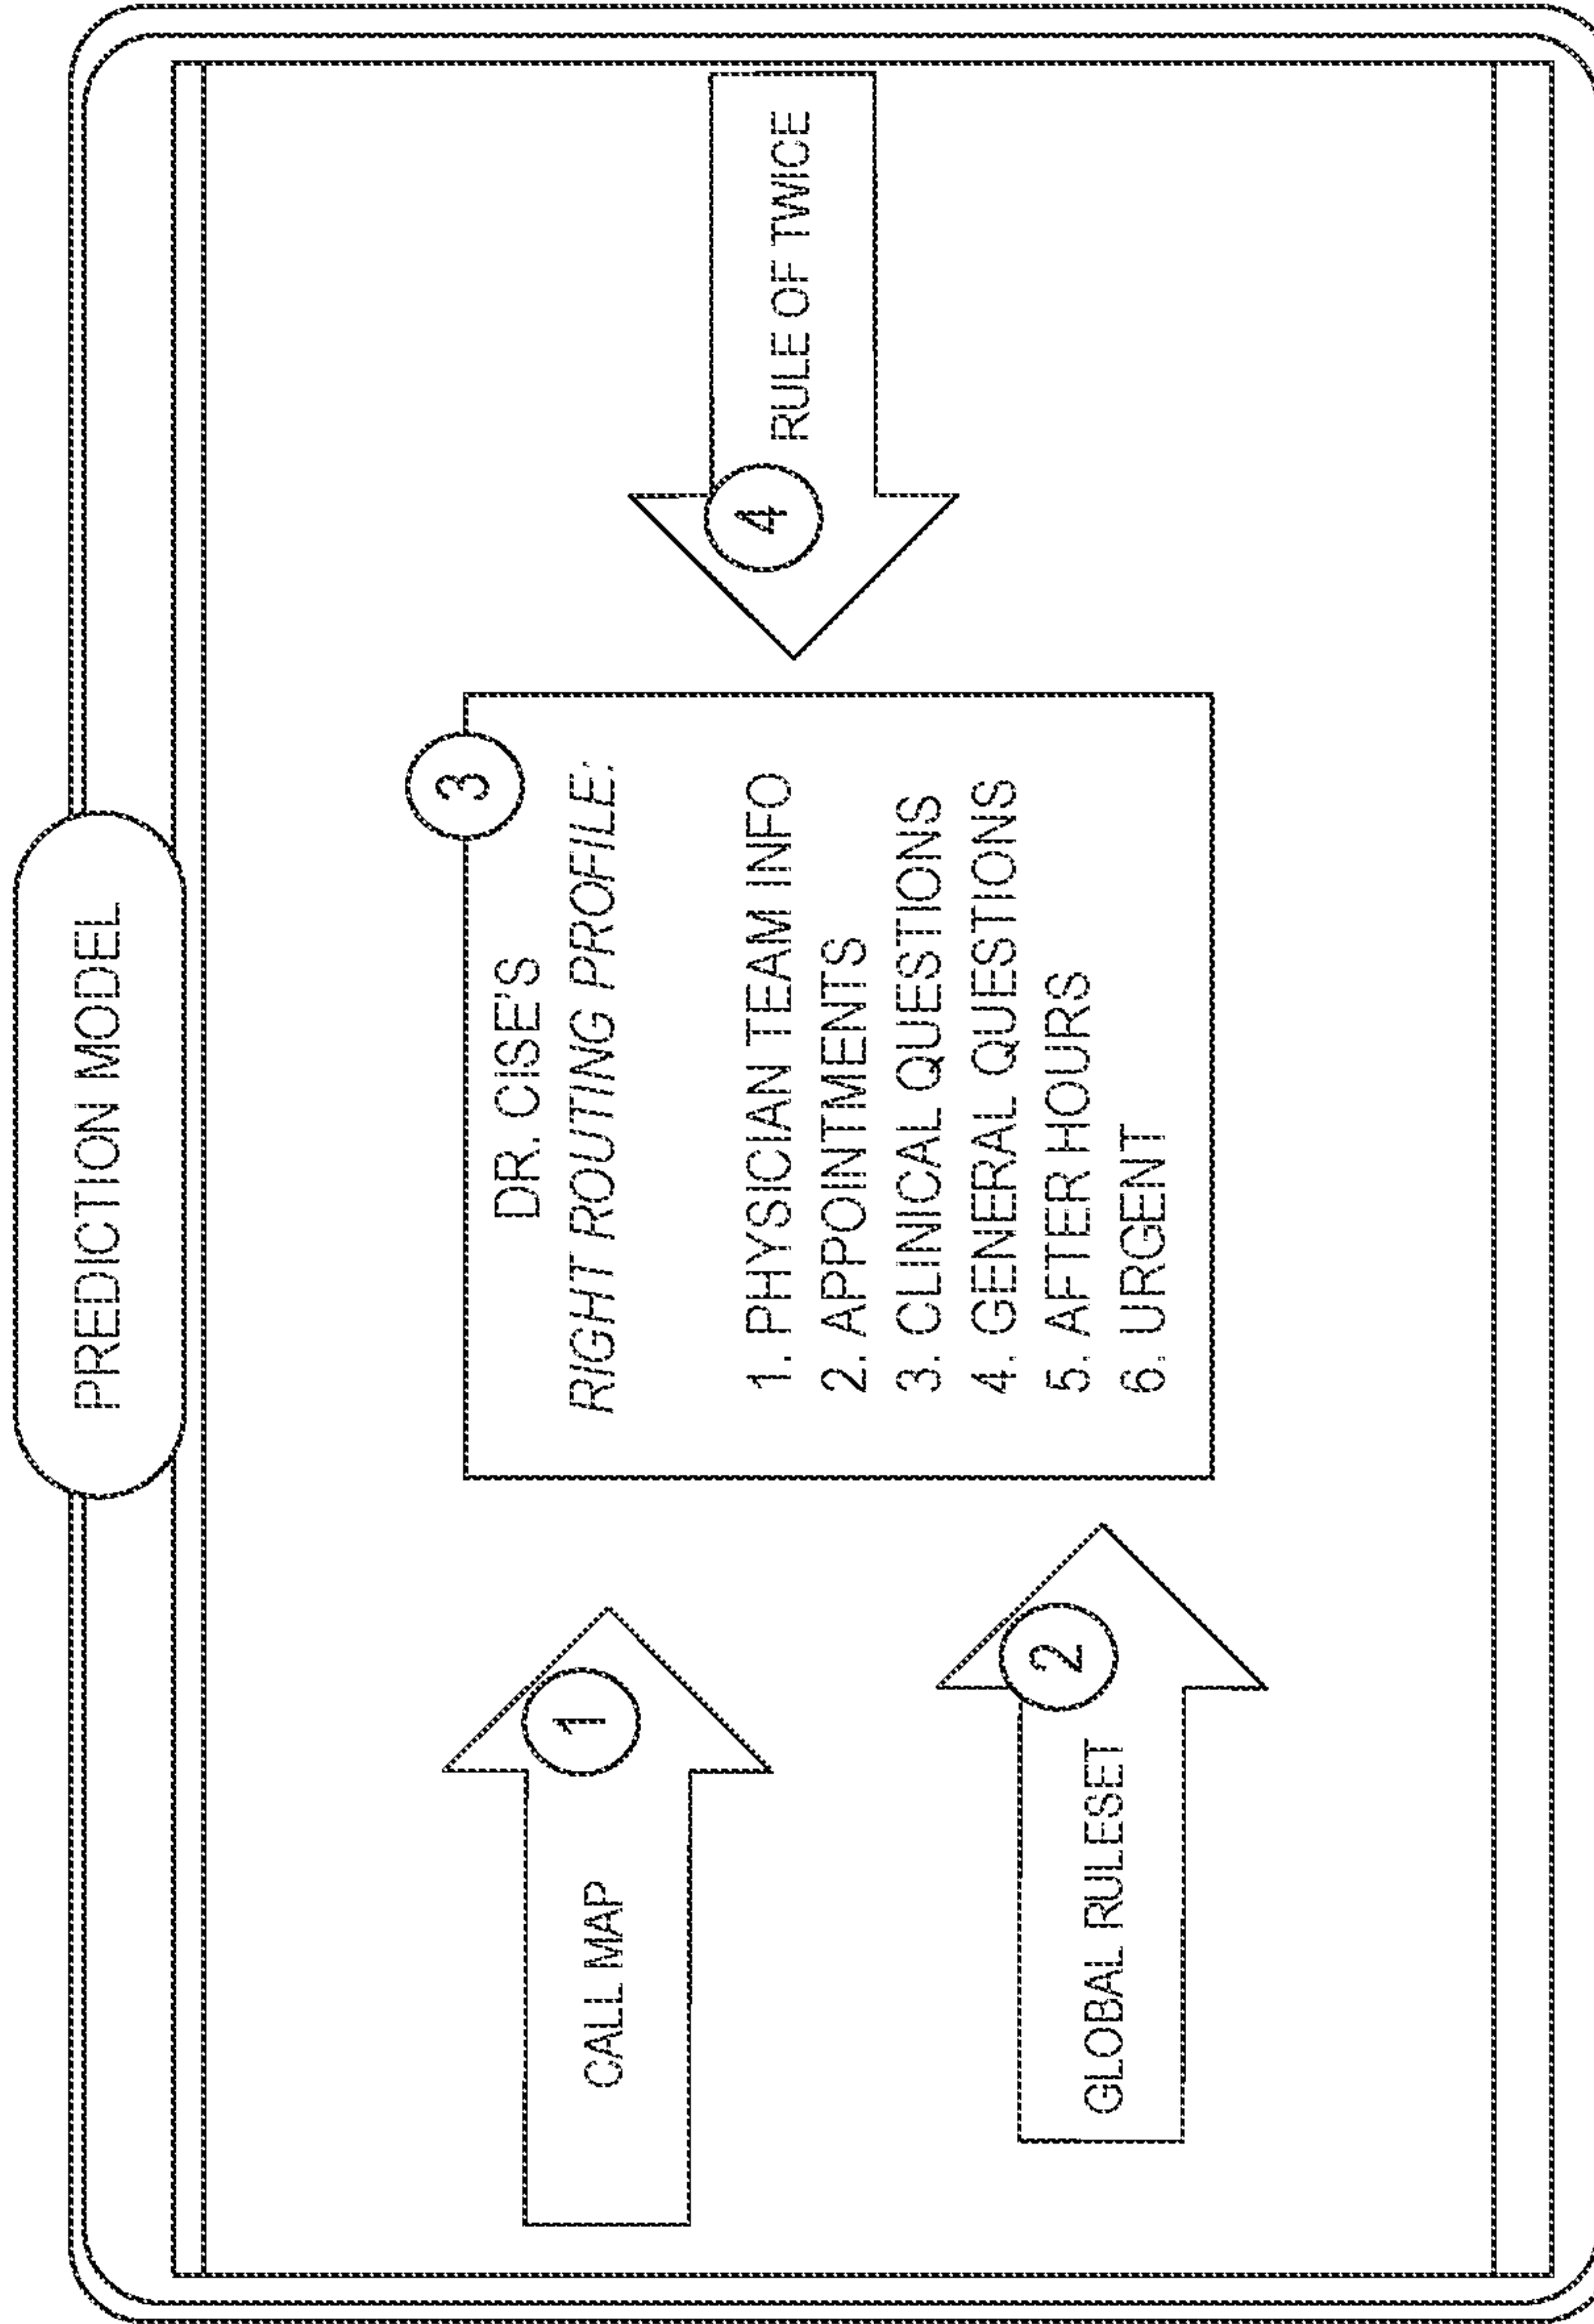 PREDICTION MODEL
CALL MAP
1
GLOBAL RULESET
2
3
DR. CISE'S
RIGHT ROUTING PROFILE:
1. PHYSICIAN TEAM INFO
2. APPOINTMENTS
3. CLINICAL QUESTIONS
4. GENERAL QUESTIONS
5. AFTER HOURS
6. URGENT
4
RULE OF TWICE